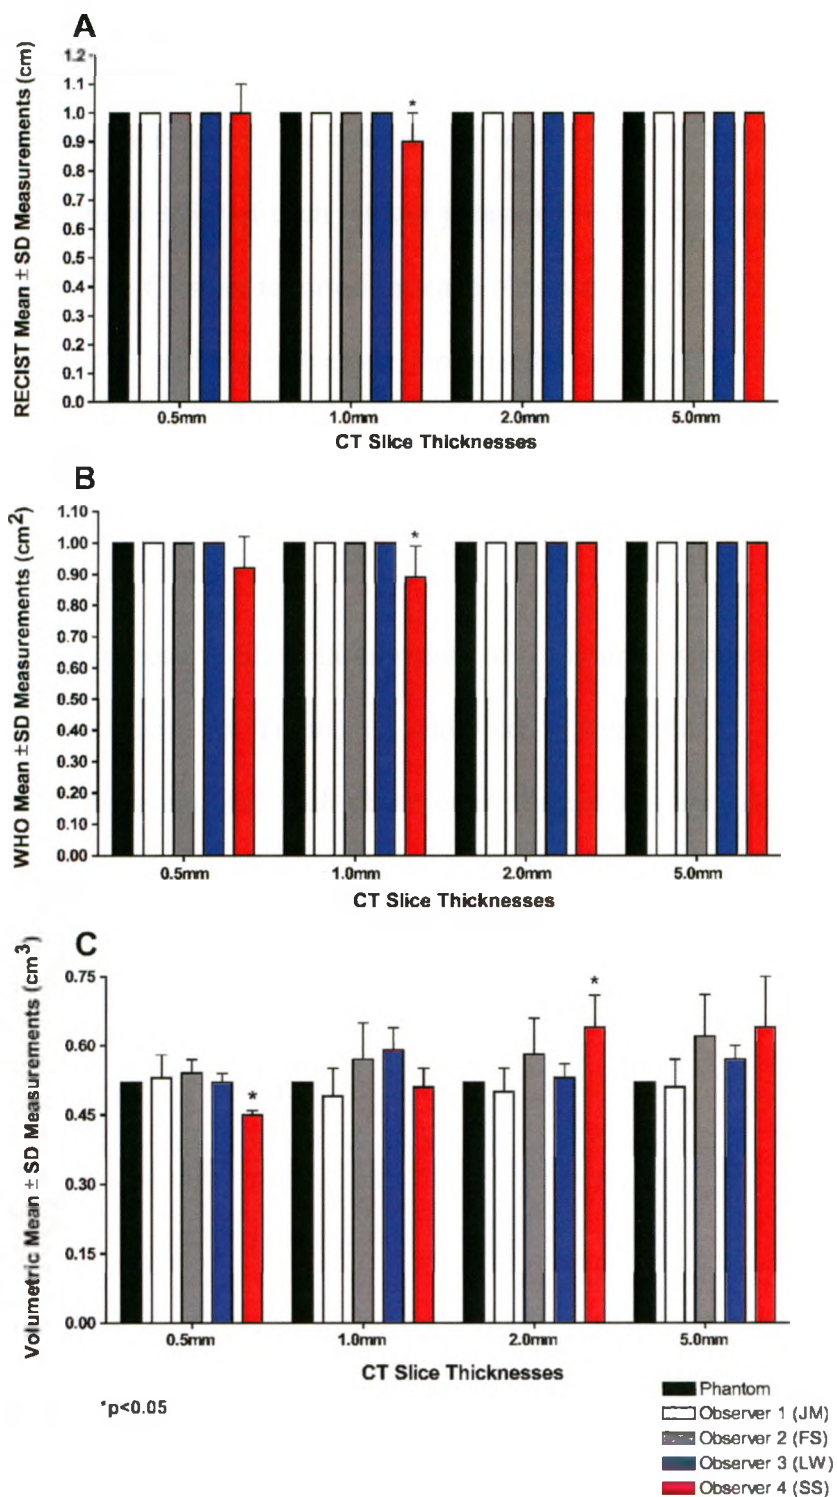 A
RECIST Mean ± SD Measurements (cm)
1.2
1.1
1.0
0.9
0.8
0.7
0.6
0.5
0.4
0.3
0.2
0.1
0.0
*
0.5mm 1.0mm 2.0mm 5.0mm
CT Slice Thicknesses
B
WHO Mean ±SD Measurements (cm²)
1.10
1.00
0.90
0.80
0.70
0.60
0.50
0.40
0.30
0.20
0.10
0.00
*
0.5mm 1.0mm 2.0mm 5.0mm
CT Slice Thicknesses
C
Volumetric Mean ± SD Measurements (cm³)
0.75
0.60
0.45
0.30
0.15
0.00
*
*
0.5mm 1.0mm 2.0mm 5.0mm
CT Slice Thicknesses
*p<0.05
Phantom
Observer 1 (JM)
Observer 2 (FS)
Observer 3 (LW)
Observer 4 (SS)